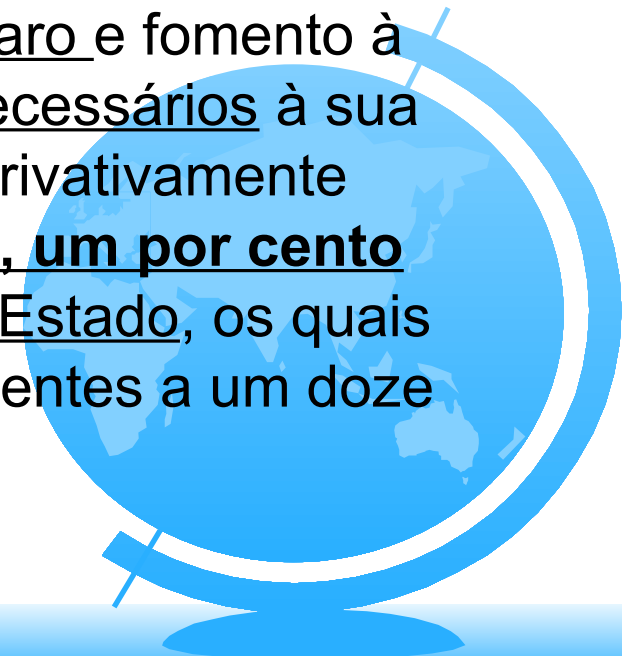 aro e fomento à
ecessários à sua
rivativamente
, um por cento
Estado, os quais
entes a um doze